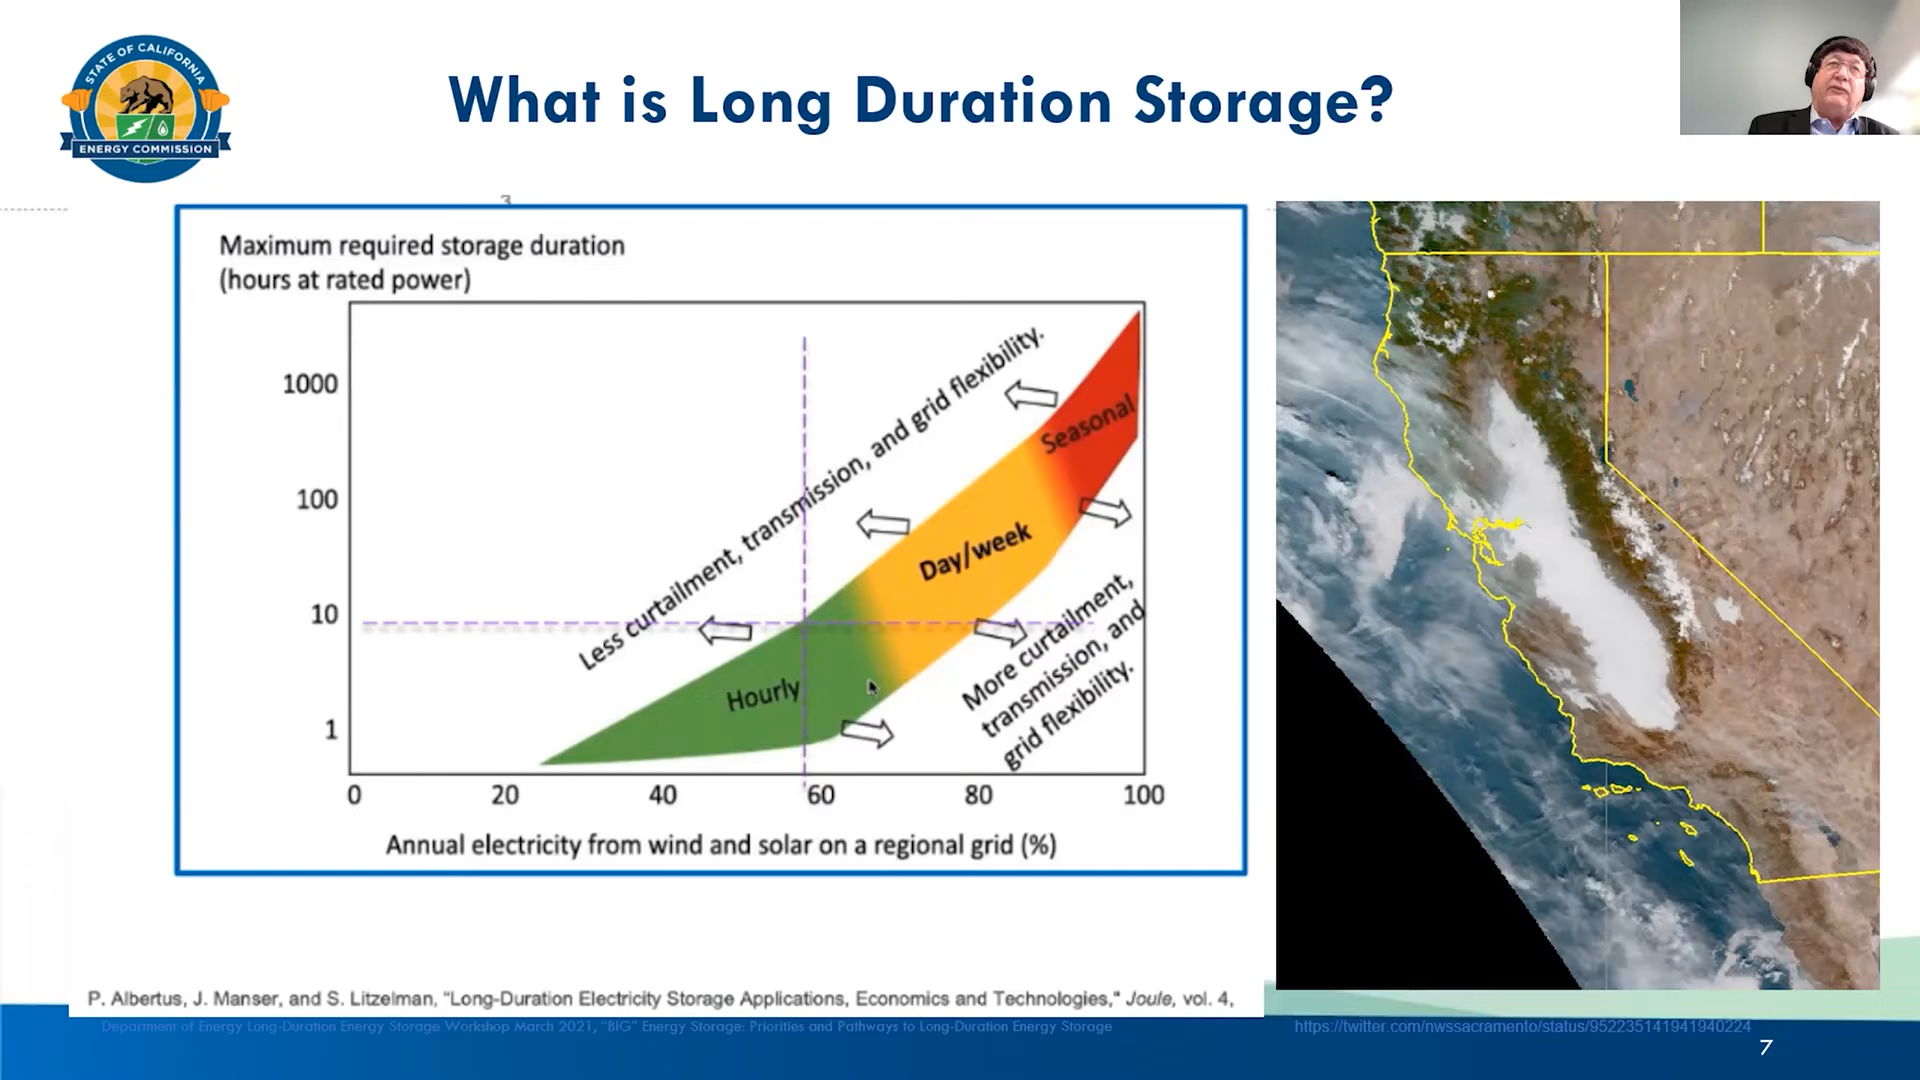 STATE OF CALIFORNIA
ENERGY COMMISSION
What is Long Duration Storage?
3
Maximum required storage duration
(hours at rated power)
1000
100
10
1
Less curtailment, transmission, and grid flexibility.
Seasonal
Day/week
Hourly
More curtailment,
transmission, and
grid flexibility.
0 20 40 60 80 100
Annual electricity from wind and solar on a regional grid (%)
P. Albertus, J. Manser, and S. Litzelman, "Long-Duration Electricity Storage Applications, Economics and Technologies," Joule, vol. 4,
Department of Energy Long-Duration Energy Storage Workshop March 2021, "BIG" Energy Storage: Priorities and Pathways to Long-Duration Energy Storage
https://twitter.com/nwssacramento/status/952235141941940224
7